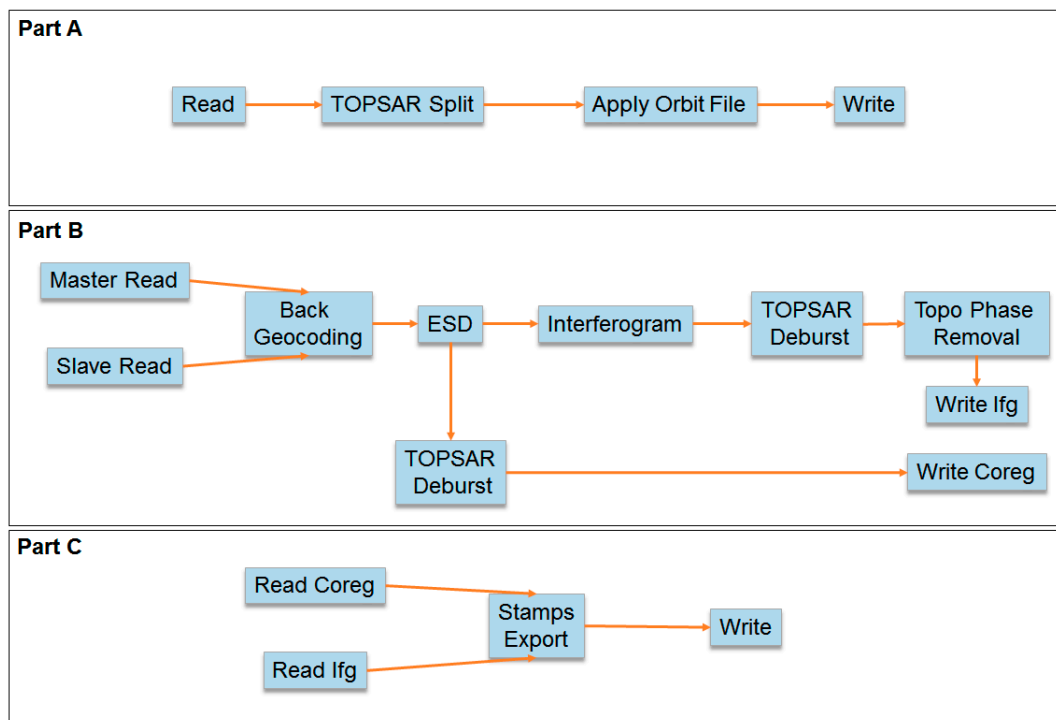 Part A
Read
TOPSAR Split
Apply Orbit File
Write
Part B
Master Read
Slave Read
Back
Geocoding
ESD
Interferogram
TOPSAR
Deburst
Topo Phase
Removal
Write Ifg
TOPSAR
Deburst
Write Coreg
Part C
Read Coreg
Read Ifg
Stamps
Export
Write